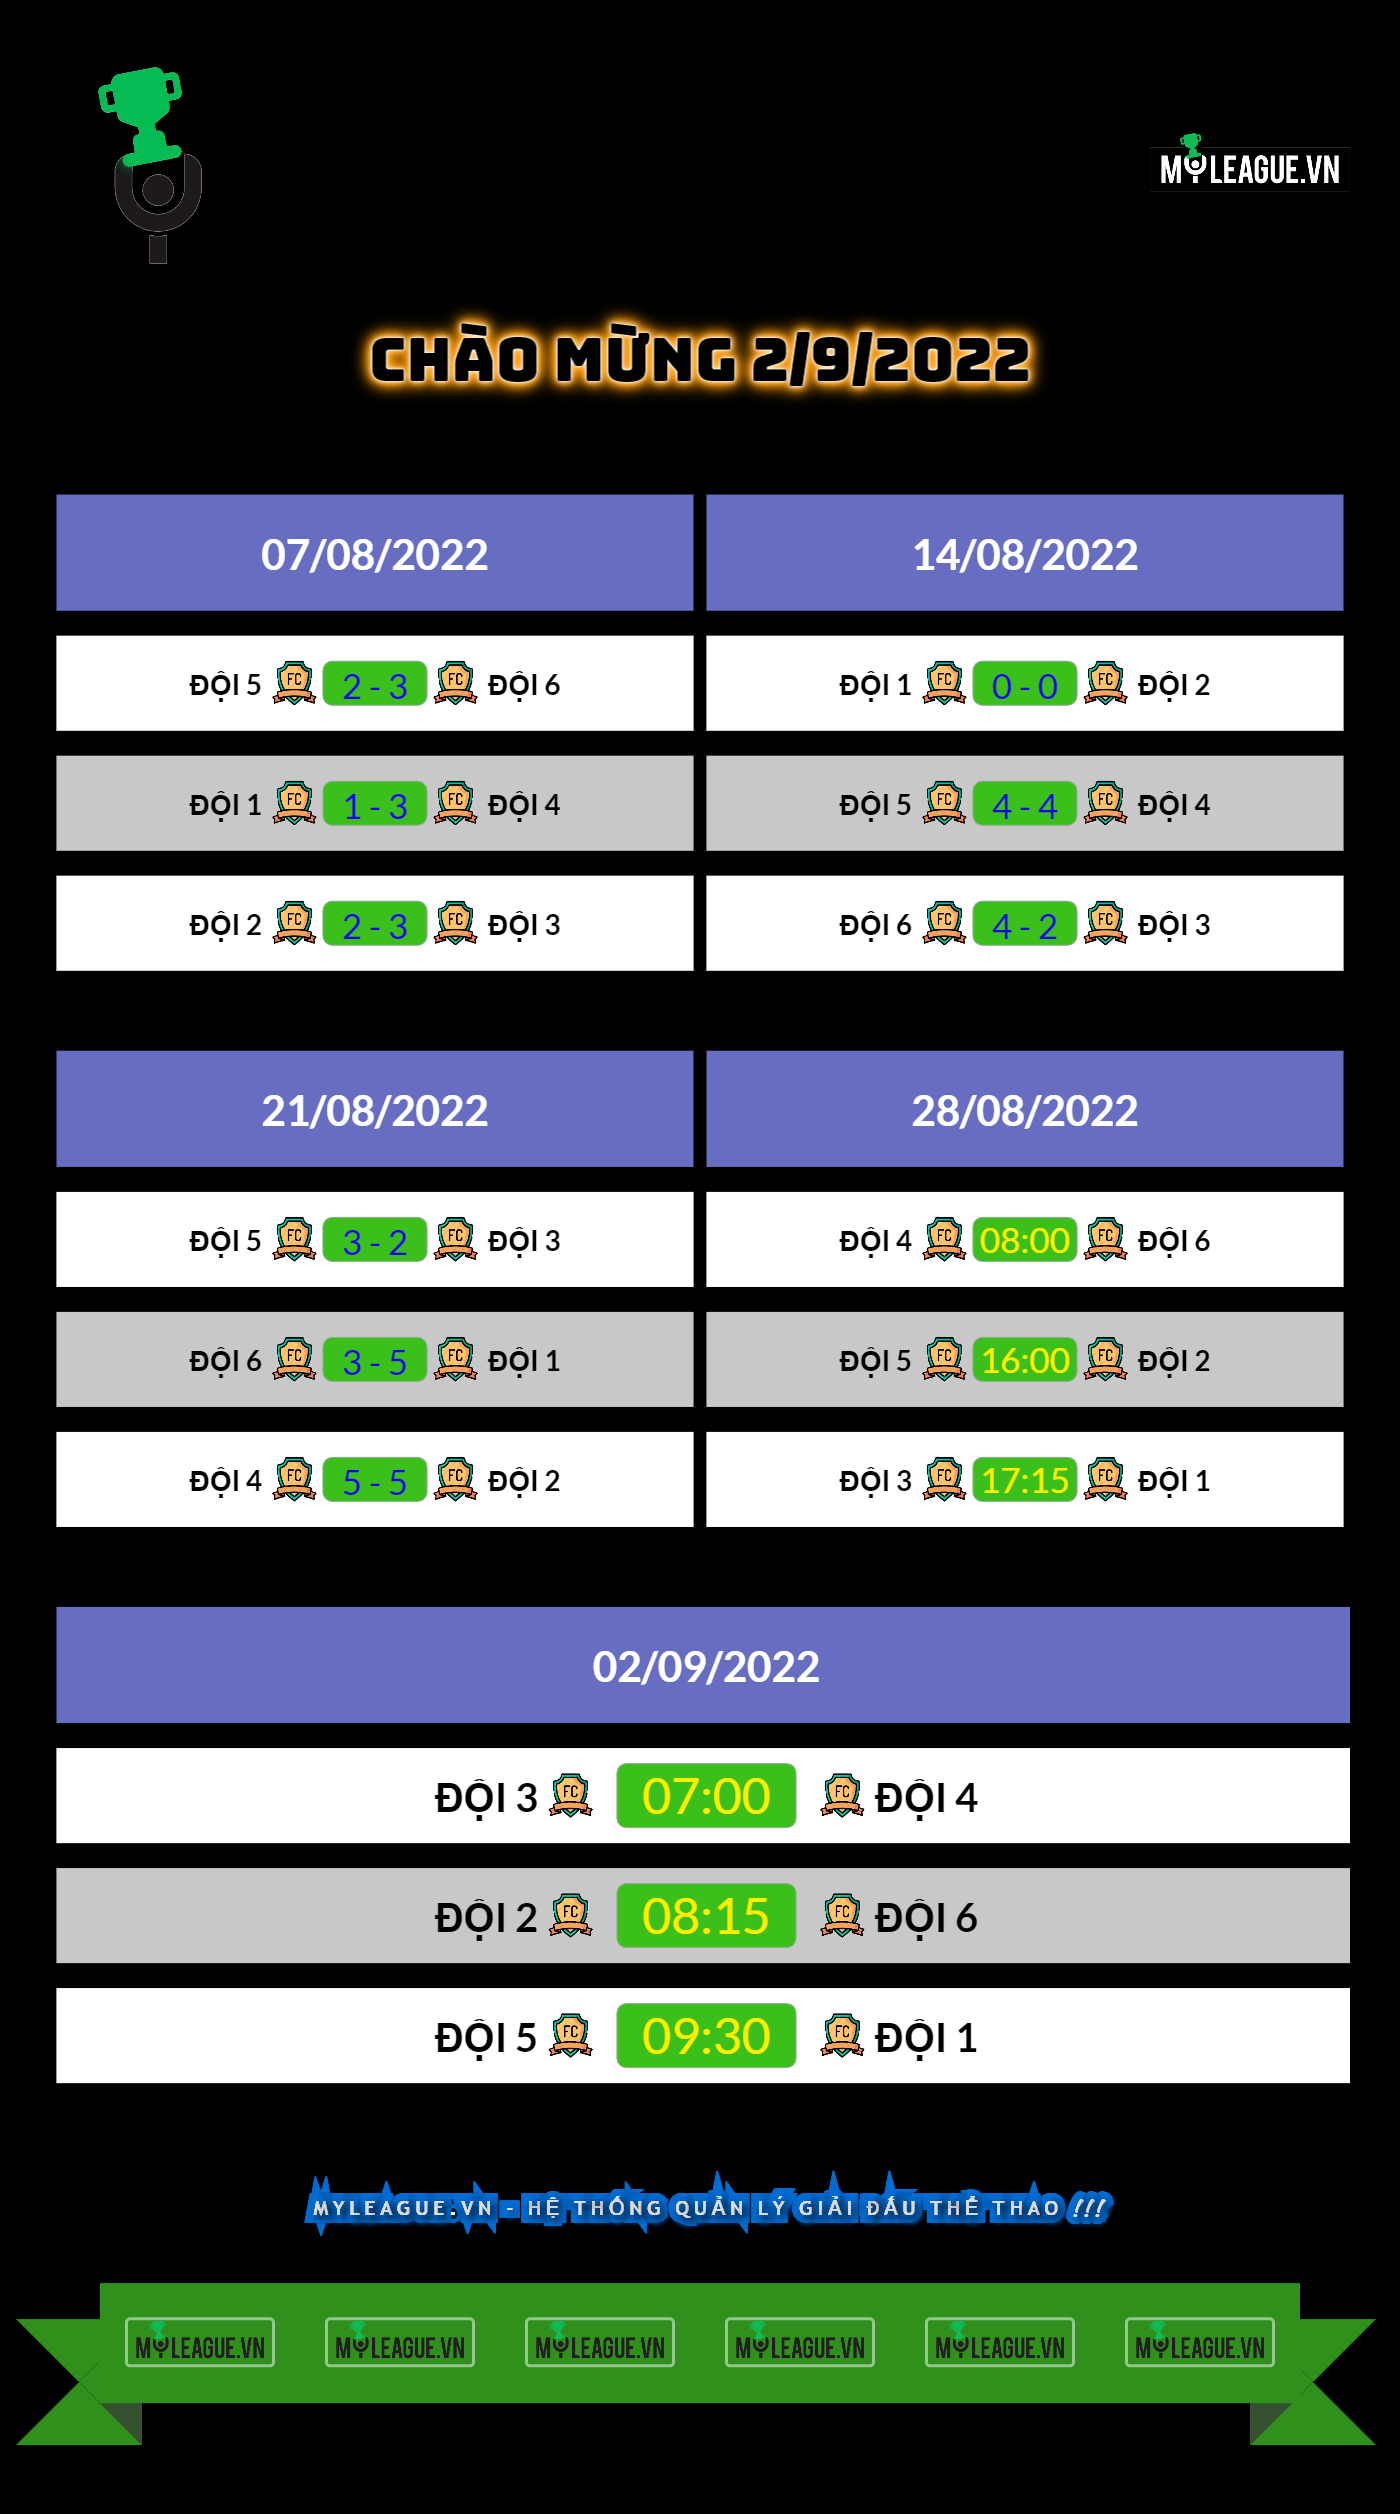 MYLEAGUE.VN
CHÀO MỪNG 2/9/2022
07/08/2022
ĐỘI 5 FC 2 - 3 FC ĐỘI 6
ĐỘI 1 FC 1 - 3 FC ĐỘI 4
ĐỘI 2 FC 2 - 3 FC ĐỘI 3
14/08/2022
ĐỘI 1 FC 0 - 0 FC ĐỘI 2
ĐỘI 5 FC 4 - 4 FC ĐỘI 4
ĐỘI 6 FC 4 - 2 FC ĐỘI 3
21/08/2022
ĐỘI 5 FC 3 - 2 FC ĐỘI 3
ĐỘI 6 FC 3 - 5 FC ĐỘI 1
ĐỘI 4 FC 5 - 5 FC ĐỘI 2
28/08/2022
ĐỘI 4 FC 08:00 FC ĐỘI 6
ĐỘI 5 FC 16:00 FC ĐỘI 2
ĐỘI 3 FC 17:15 FC ĐỘI 1
02/09/2022
ĐỘI 3 FC 07:00 FC ĐỘI 4
ĐỘI 2 FC 08:15 FC ĐỘI 6
ĐỘI 5 FC 09:30 FC ĐỘI 1
MYLEAGUE.VN - HỆ THỐNG QUẢN LÝ GIẢI ĐẤU THỂ THAO !!!
MYLEAGUE.VN MYLEAGUE.VN MYLEAGUE.VN MYLEAGUE.VN MYLEAGUE.VN MYLEAGUE.VN